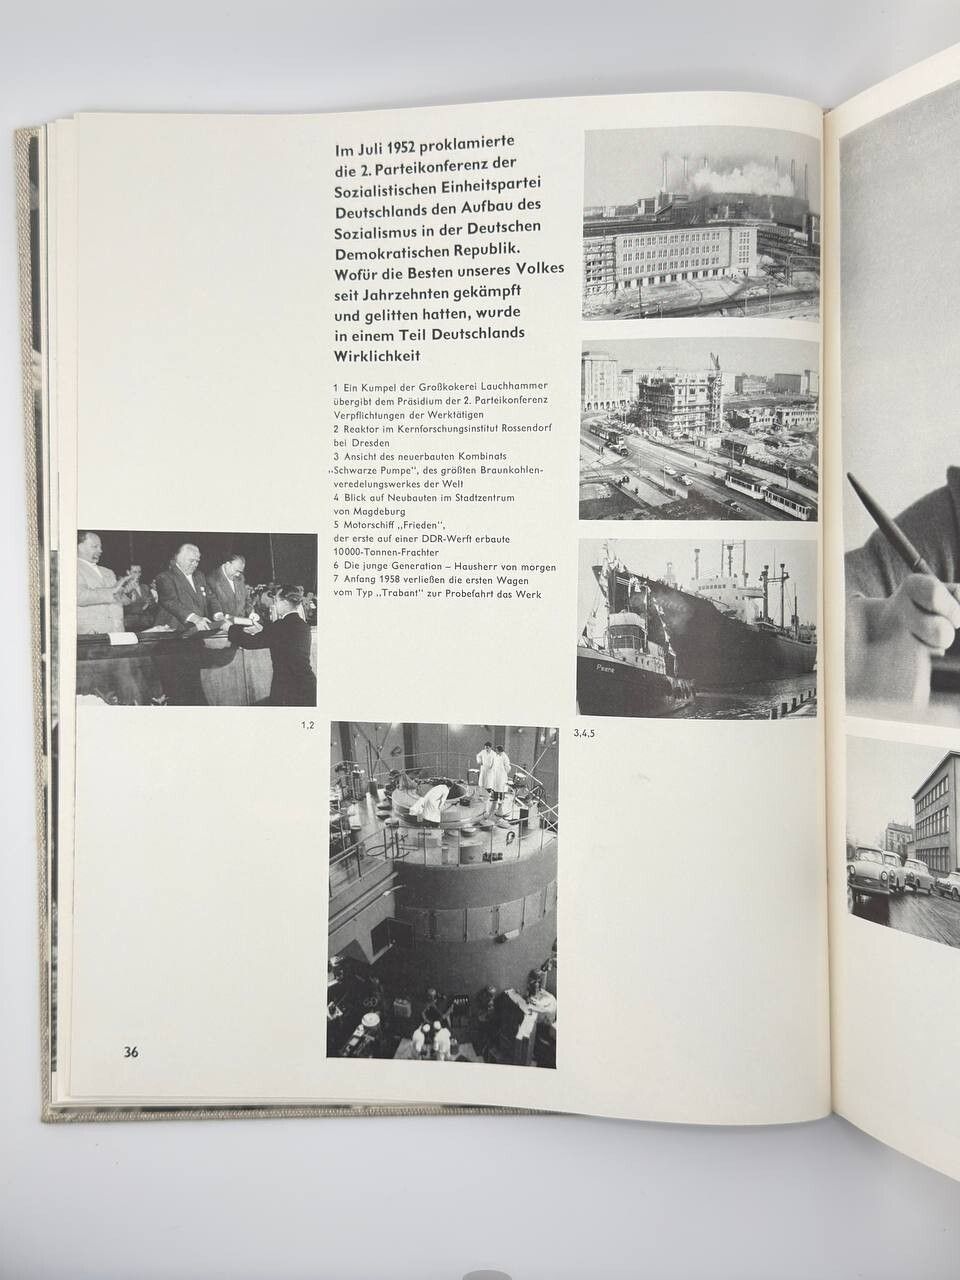 Im Juli 1952 proklamierte
die 2. Parteikonferenz der
Sozialistischen Einheitspartei
Deutschlands den Aufbau des
Sozialismus in der Deutschen
Demokratischen Republik.
Wofür die Besten unseres Volkes
seit Jahrzehnten gekämpft
und gelitten hatten, wurde
in einem Teil Deutschlands
Wirklichkeit
1 Ein Kumpel der Großkokerei Lauchhammer
übergibt dem Präsidium der 2. Parteikonferenz
Verpflichtungen der Werktätigen
2 Reaktor im Kernforschungsinstitut Rossendorf
bei Dresden
3 Ansicht des neuerbauten Kombinats
„Schwarze Pumpe“, des größten Braunkohlen-
veredelungswerkes der Welt
4 Blick auf Neubauten im Stadtzentrum
von Magdeburg
5 Motorschiff „Frieden“,
der erste auf einer DDR-Werft erbaute
10000-Tonnen-Frachter
6 Die junge Generation – Hausherr von morgen
7 Anfang 1958 verließen die ersten Wagen
vom Typ „Trabant“ zur Probefahrt das Werk
Peene
1,2
3,4,5
36